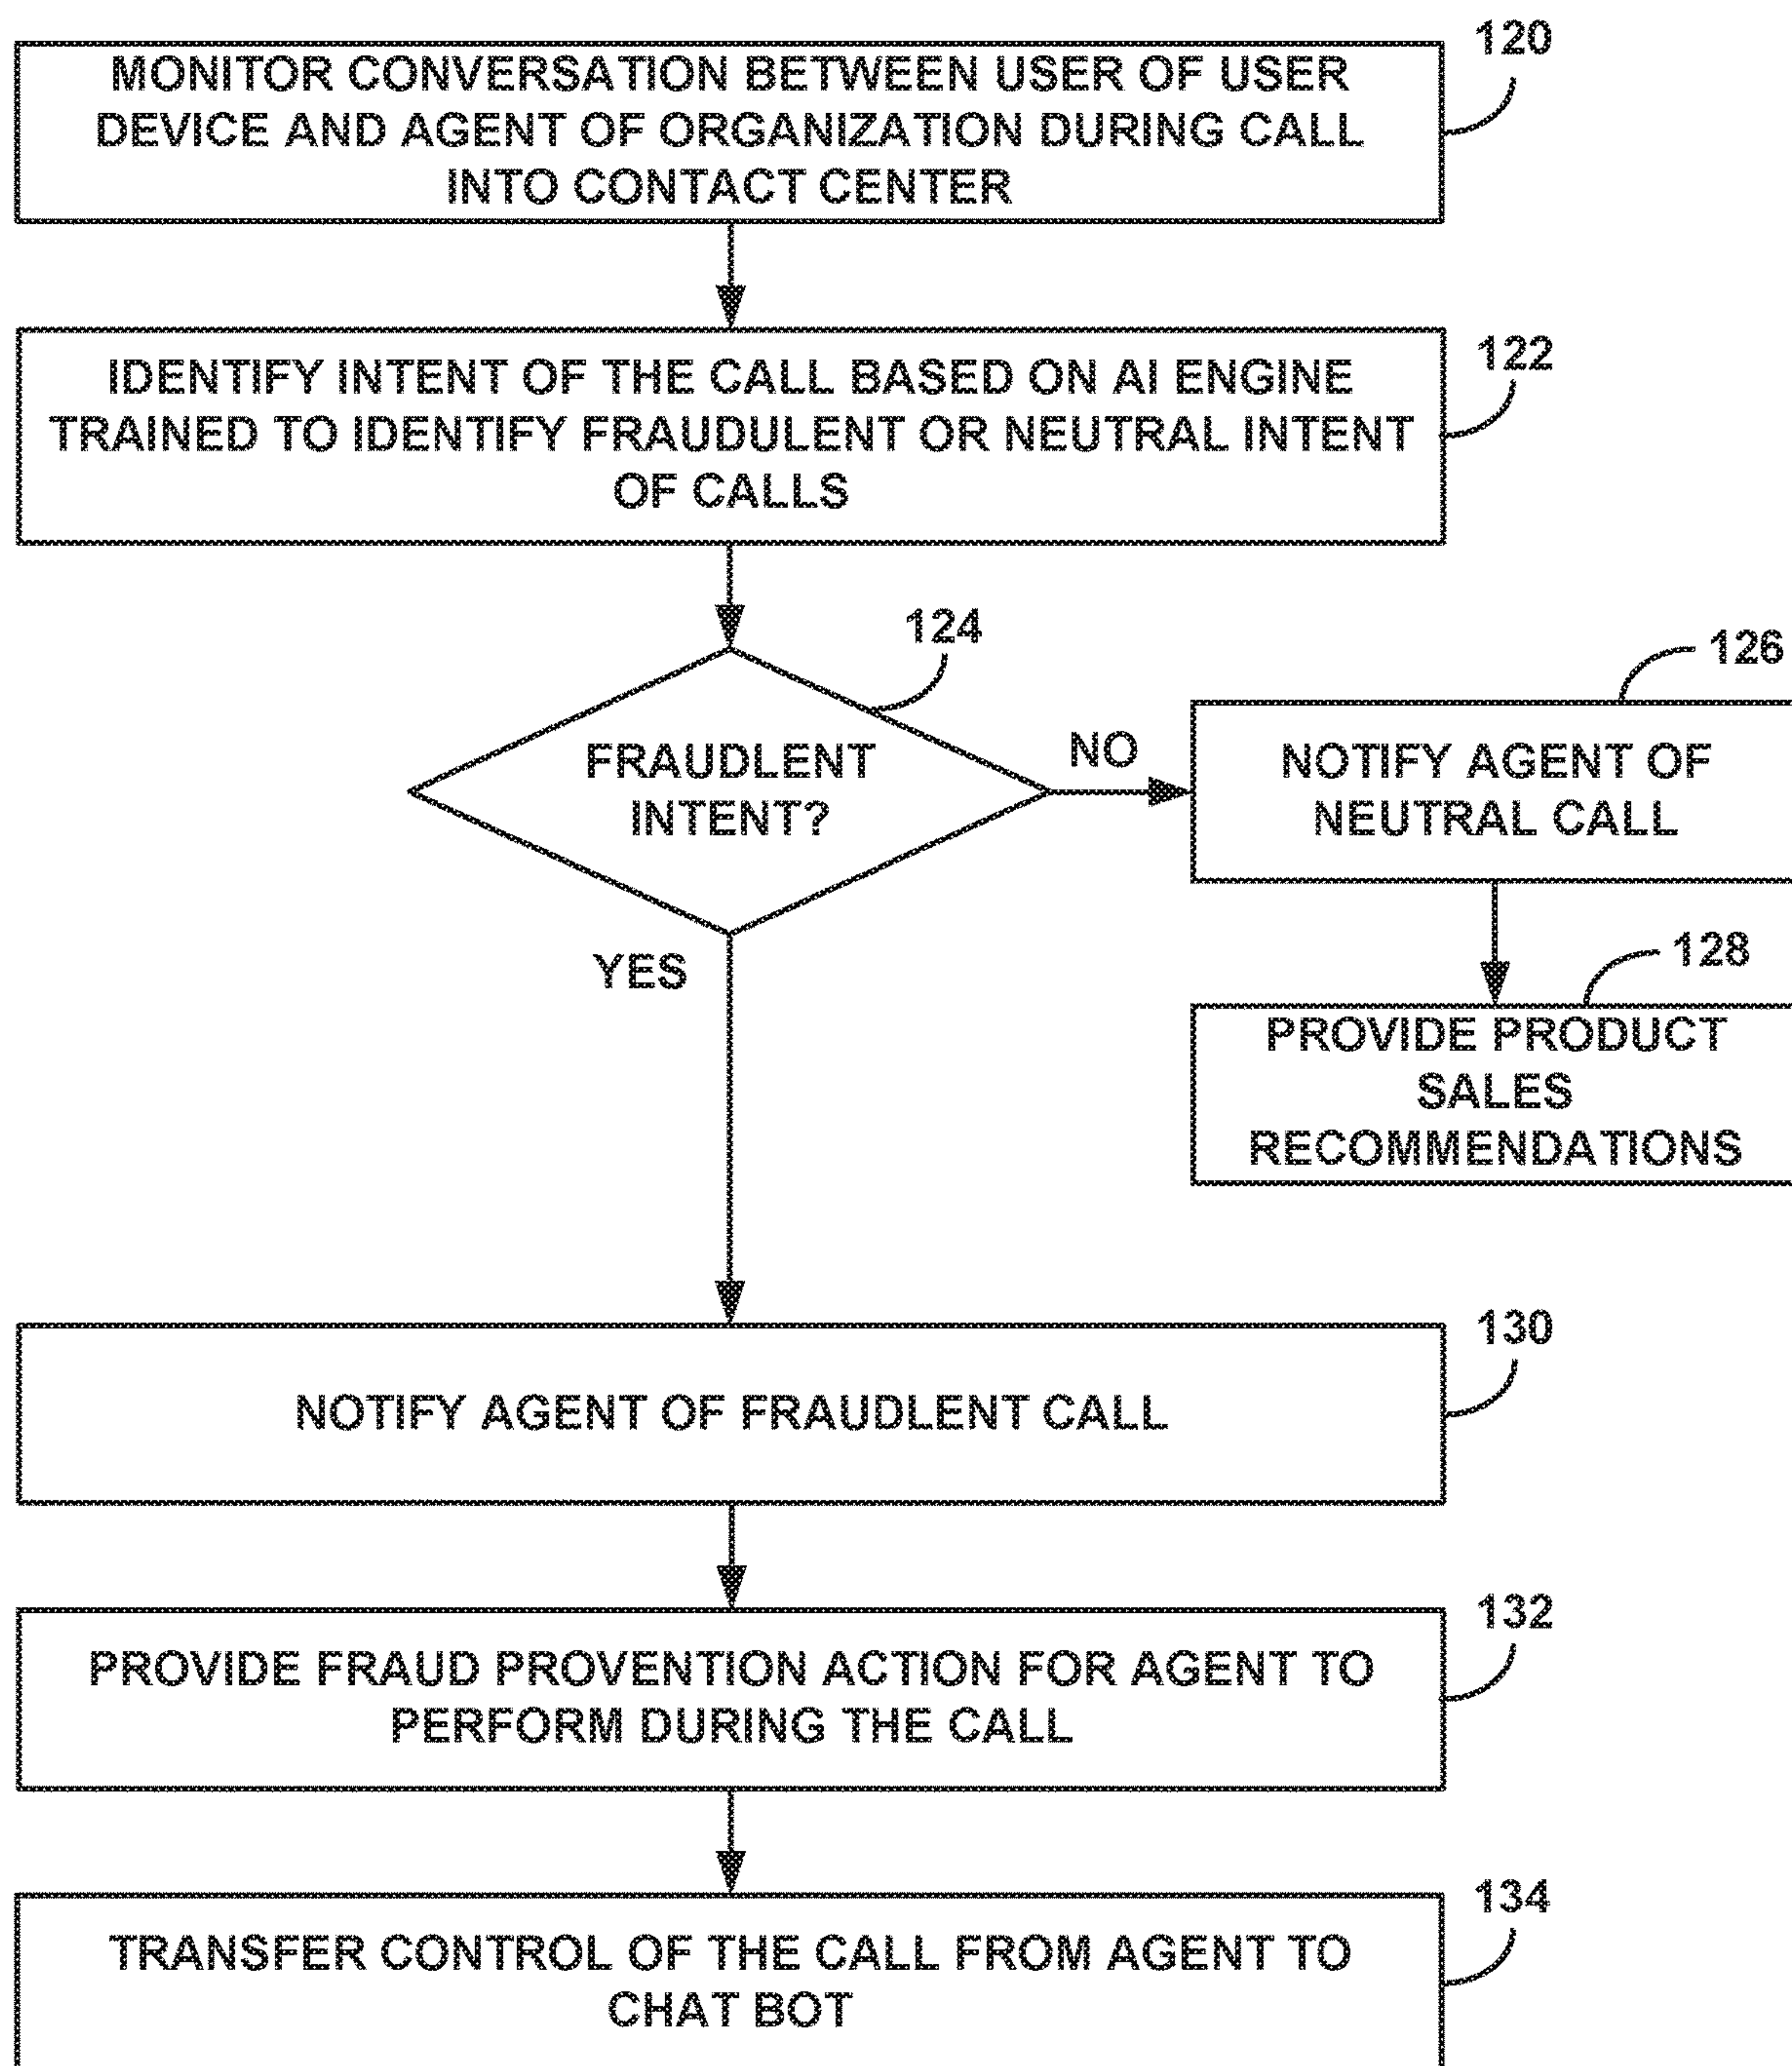 120
MONITOR CONVERSATION BETWEEN USER OF USER
DEVICE AND AGENT OF ORGANIZATION DURING CALL
INTO CONTACT CENTER
122
IDENTIFY INTENT OF THE CALL BASED ON AI ENGINE
TRAINED TO IDENTIFY FRAUDULENT OR NEUTRAL INTENT
OF CALLS
124
FRAUDLENT
INTENT?
NO
126
NOTIFY AGENT OF
NEUTRAL CALL
YES
128
PROVIDE PRODUCT
SALES
RECOMMENDATIONS
130
NOTIFY AGENT OF FRAUDLENT CALL
132
PROVIDE FRAUD PROVENTION ACTION FOR AGENT TO
PERFORM DURING THE CALL
134
TRANSFER CONTROL OF THE CALL FROM AGENT TO
CHAT BOT